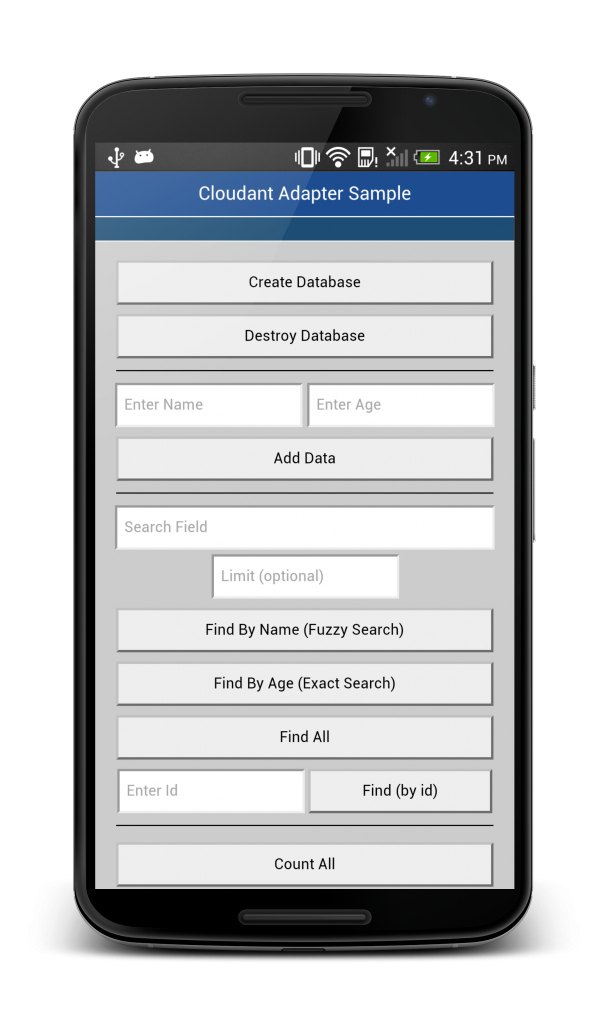 4:31 PM
Cloudant Adapter Sample
Create Database
Destroy Database
Enter Name Enter Age
Add Data
Search Field
Limit (optional)
Find By Name (Fuzzy Search)
Find By Age (Exact Search)
Find All
Enter Id Find (by id)
Count All